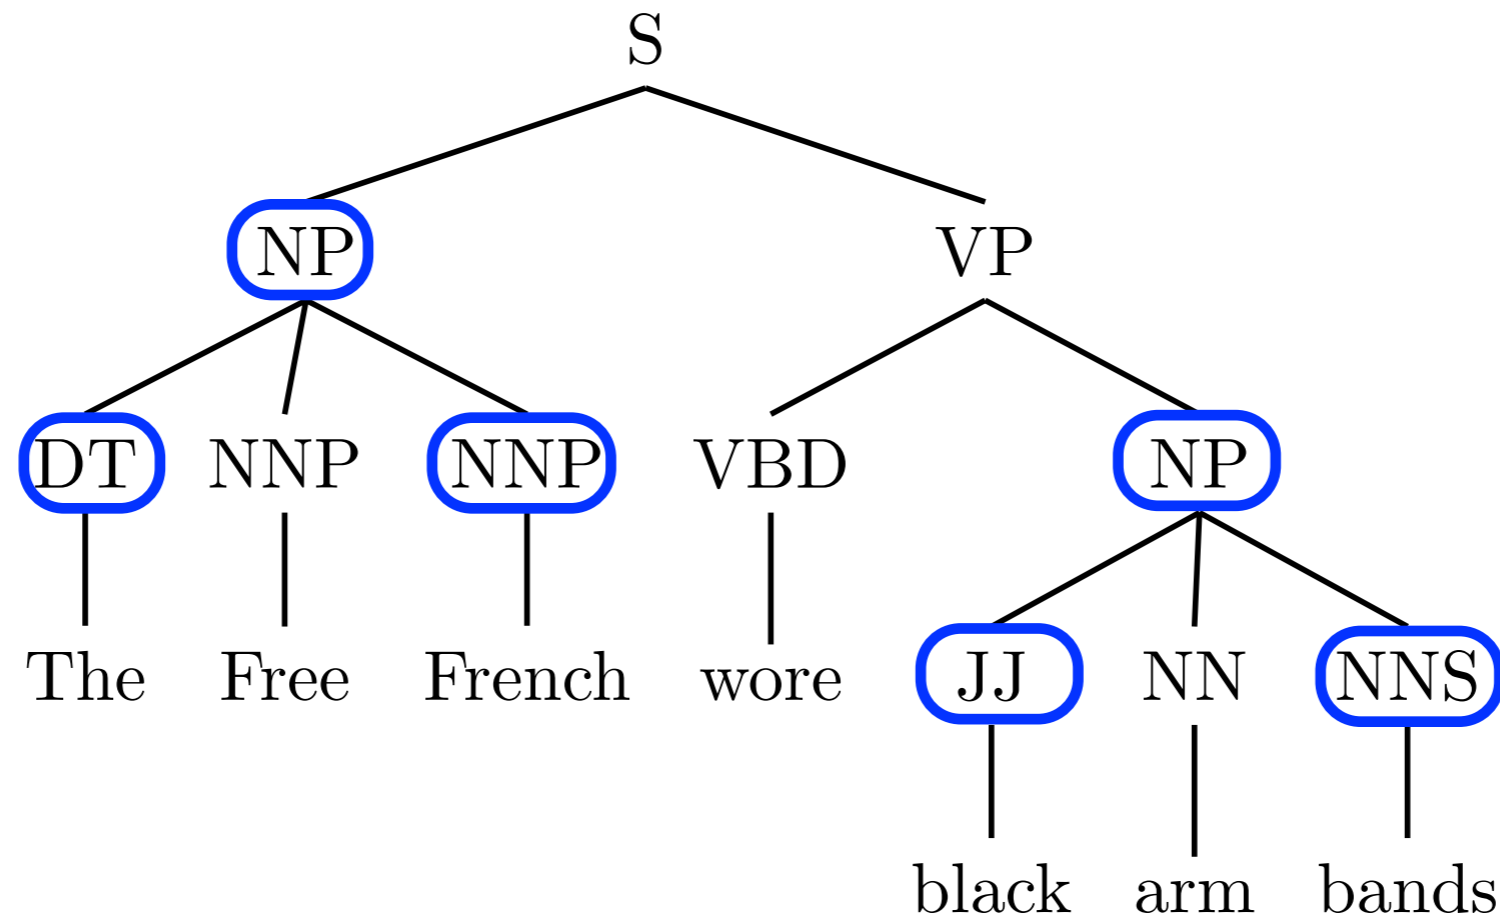 S
NP VP
DT NNP NNP VBD NP
The Free French wore JJ NN NNS
black arm bands